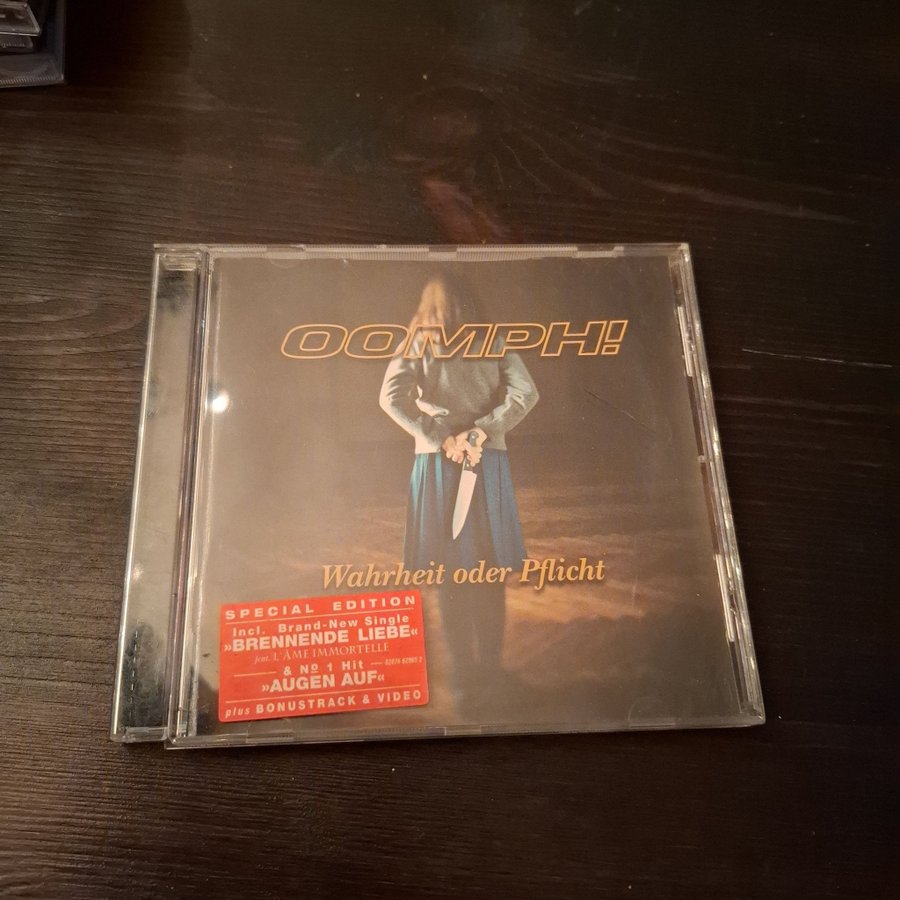 OOMPH!
Wahrheit oder Pflicht
SPECIAL EDITION
Incl. Brand-New Single
»BRENNENDE LIEBE«
feat. L'ÂME IMMORTELLE
& Nº 1 Hit
»AUGEN AUF«
plus BONUSTRACK & VIDEO